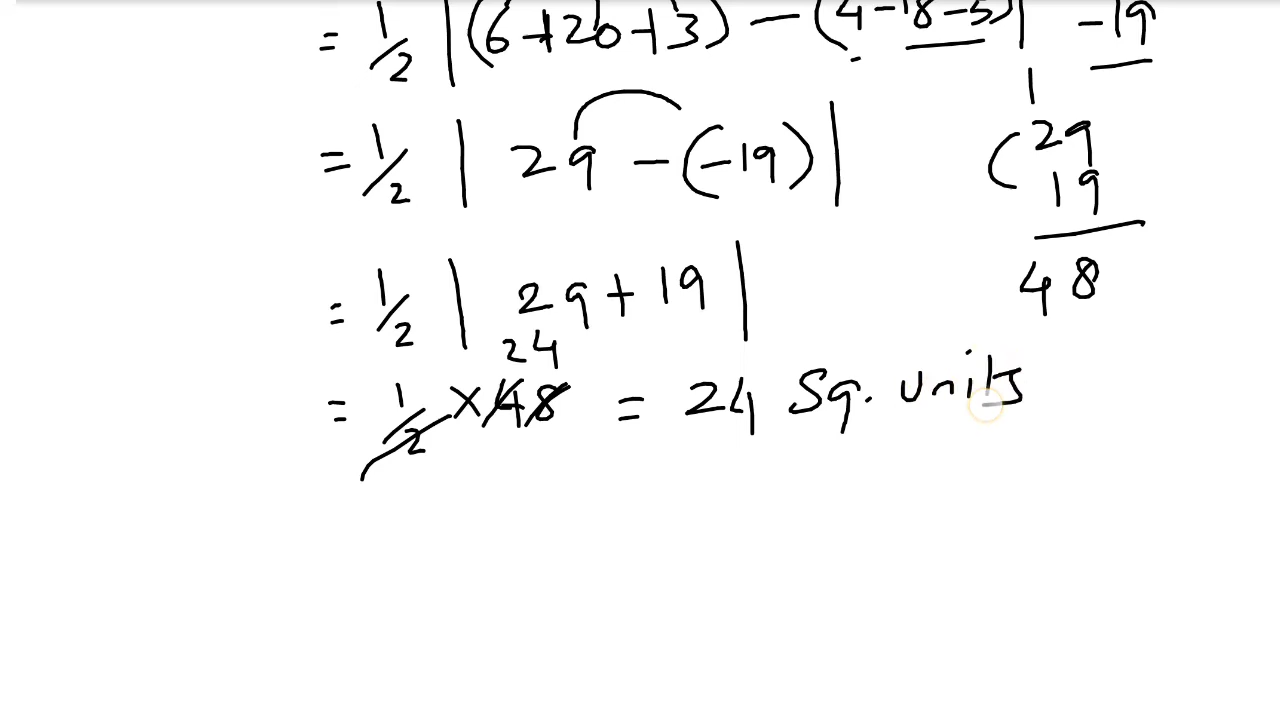 = 1/2 |(6+20+3) − (4−18−5)| −19
= 1/2 | 29 −(−19) |
1
(29
19
48
= 1/2 | 29 + 19 |
24
= 1/2 × 48 = 24 Sq. units